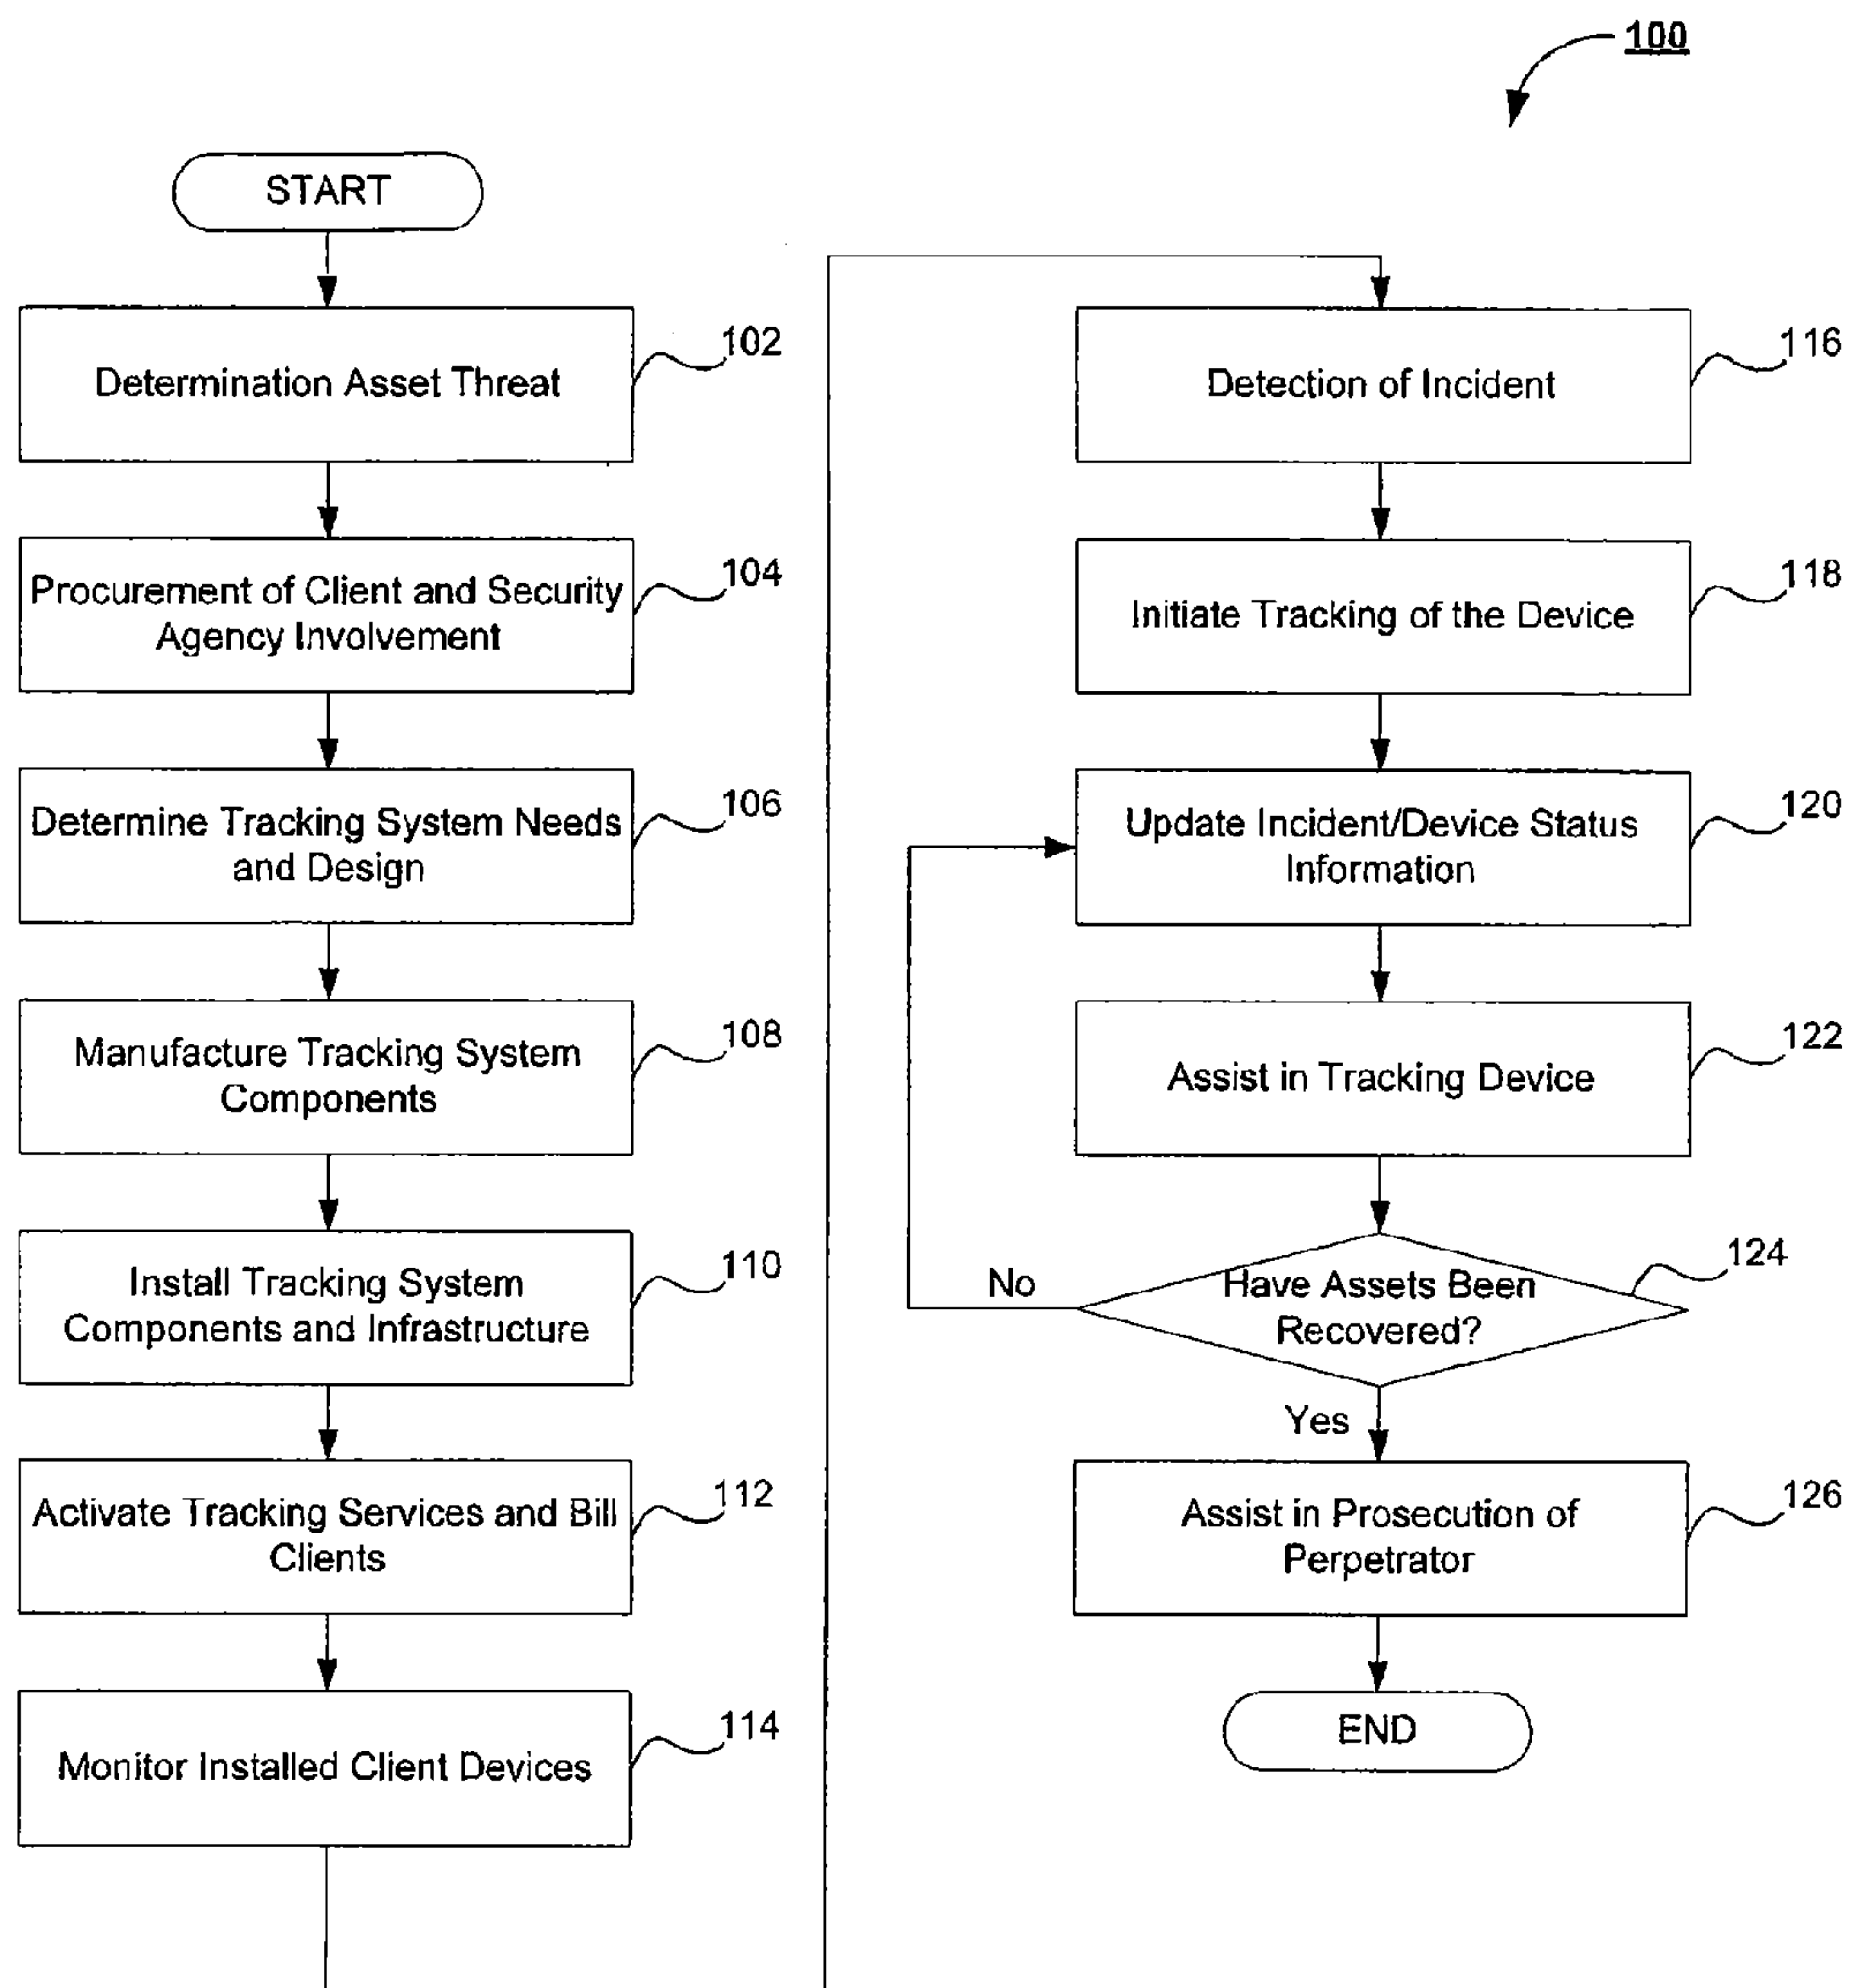 100
START
Determination Asset Threat
102
Procurement of Client and Security
Agency Involvement
104
Determine Tracking System Needs
and Design
106
Manufacture Tracking System
Components
108
Install Tracking System
Components and Infrastructure
110
Activate Tracking Services and Bill
Clients
112
Monitor Installed Client Devices
114
Detection of Incident
116
Initiate Tracking of the Device
118
Update Incident/Device Status
Information
120
Assist in Tracking Device
122
Have Assets Been
Recovered?
124
No
Yes
Assist in Prosecution of
Perpetrator
126
END